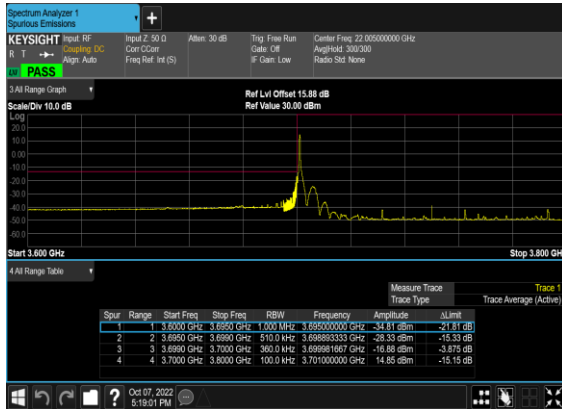 Spectrum Analyzer 1
Spurious Emissions
+
KEYSIGHT Input: RF Input Z: 50 Ω Atten: 30 dB Trig: Free Run Center Freq: 22.005000000 GHz
R T Coupling: DC Corr CCorr Gate: Off Avg|Hold: 300/300
Align: Auto Freq Ref: Int (S) IF Gain: Low Radio Std: None
PASS
3 All Range Graph
Ref Lvl Offset 15.88 dB
Scale/Div 10.0 dB Ref Value 30.00 dBm
Log
20.0
10.0
0.00
-10.0
-20.0
-30.0
-40.0
-50.0
-60.0
Start 3.600 GHz Stop 3.800 GH
4 All Range Table
Measure Trace Trace 1
Trace Type Trace Average (Active)
Spur Range Start Freq Stop Freq RBW Frequency Amplitude ΔLimit
1 1 3.6000 GHz 3.6950 GHz 1.000 MHz 3.695000000 GHz -34.81 dBm -21.81 dB
2 2 3.6950 GHz 3.6990 GHz 510.0 kHz 3.698893333 GHz -28.33 dBm -15.33 dB
3 3 3.6990 GHz 3.7000 GHz 360.0 kHz 3.699981667 GHz -16.88 dBm -3.875 dB
4 4 3.7000 GHz 3.8000 GHz 100.0 kHz 3.701000000 GHz 14.85 dBm -15.15 dB
? Oct 07, 2022
5:19:01 PM